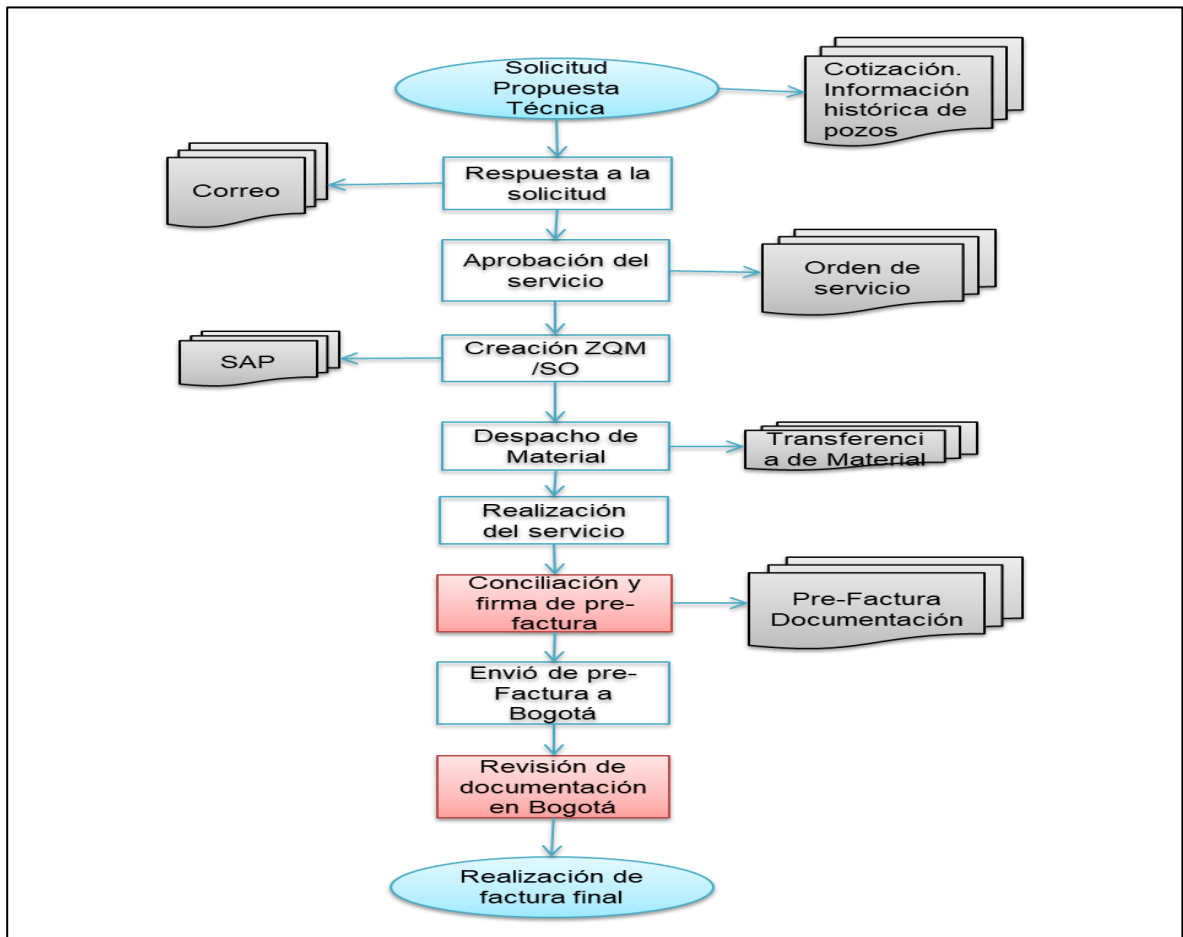 Solicitud
Propuesta
Técnica
Cotización.
Información
histórica de
pozos
Respuesta a la
solicitud
Correo
Aprobación del
servicio
Orden de
servicio
Creación ZQM
/SO
SAP
Despacho de
Material
Transferenci
a de Material
Realización
del servicio
Conciliación y
firma de pre-
factura
Pre-Factura
Documentación
Envió de pre-
Factura a
Bogotá
Revisión de
documentación
en Bogotá
Realización de
factura final